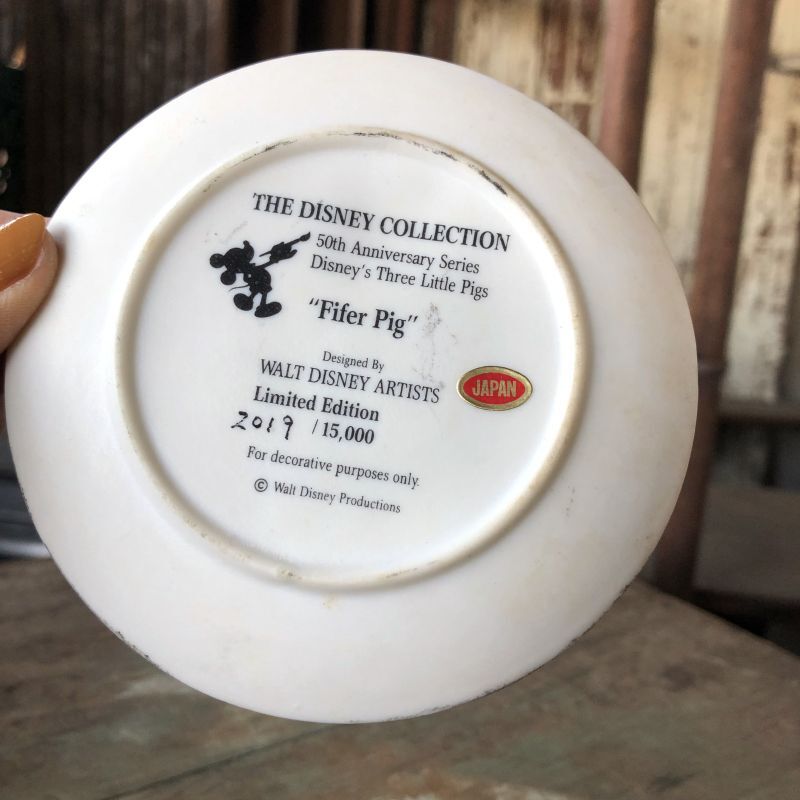 THE DISNEY COLLECTION
50th Anniversary Series
Disney's Three Little Pigs
"Fifer Pig"
Designed By
WALT DISNEY ARTISTS
JAPAN
Limited Edition
2019 /15,000
For decorative purposes only.
© Walt Disney Productions